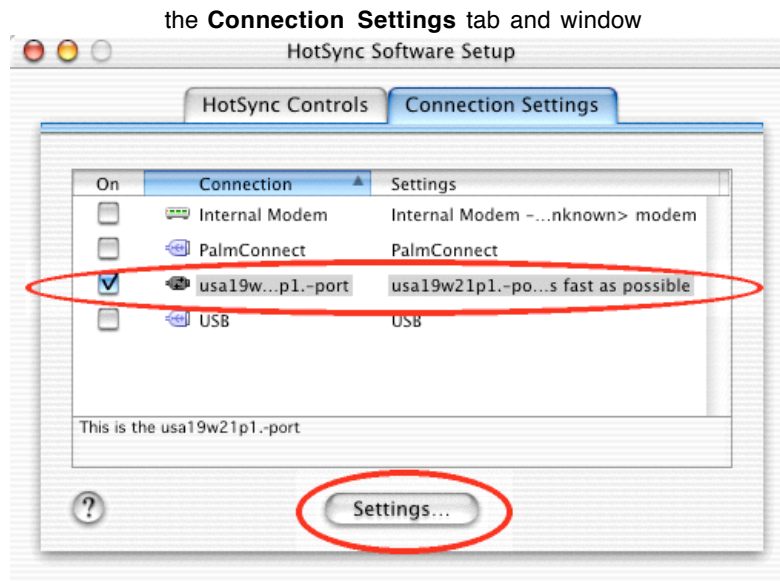 the Connection Settings tab and window
HotSync Software Setup
HotSync Controls Connection Settings
On Connection Settings
Internal Modem Internal Modem -...nknown> modem
PalmConnect PalmConnect
usa19w...p1.-port usa19w21p1.-po...s fast as possible
USB USB
This is the usa19w21p1.-port
? Settings...